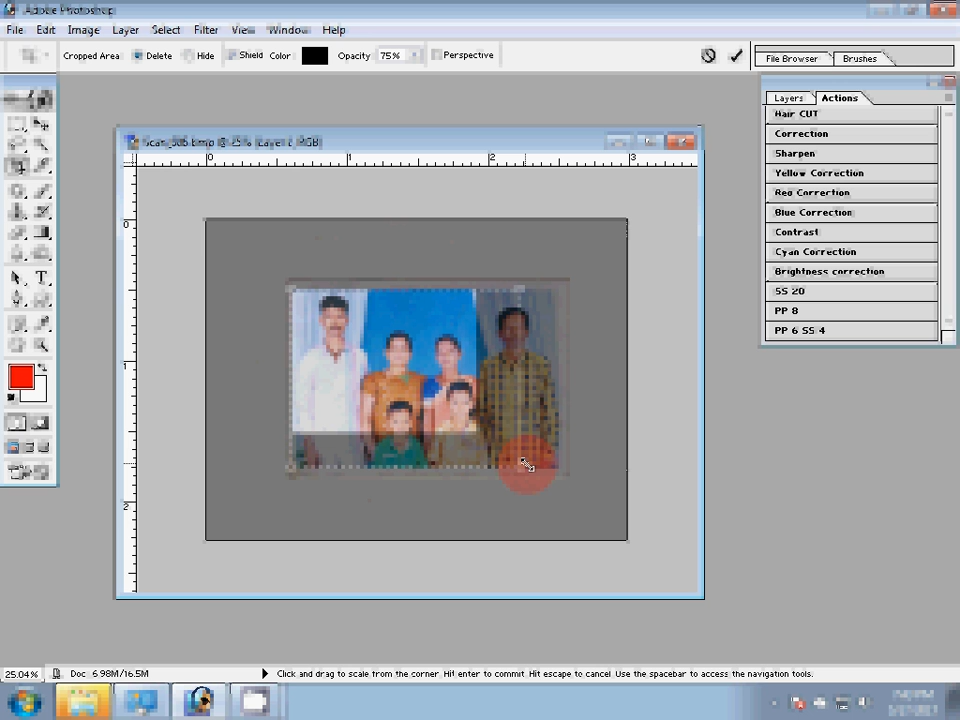 Adobe Photoshop
File Edit Image Layer Select Filter View Window Help
Cropped Area: Delete Hide Shield Color: Opacity: 75% Perspective
File Browser Brushes
Layers Actions
Hair CUT
Correction
Sharpen
Yellow Correction
Red Correction
Blue Correction
Contrast
Cyan Correction
Brightness correction
SS 20
PP 8
PP 6 SS 4
0 1 2 3
0
1
2
25.04% Doc: 6.98M/16.5M Click and drag to scale from the corner. Hit enter to commit. Hit escape to cancel. Use the spacebar to access the navigation tools.